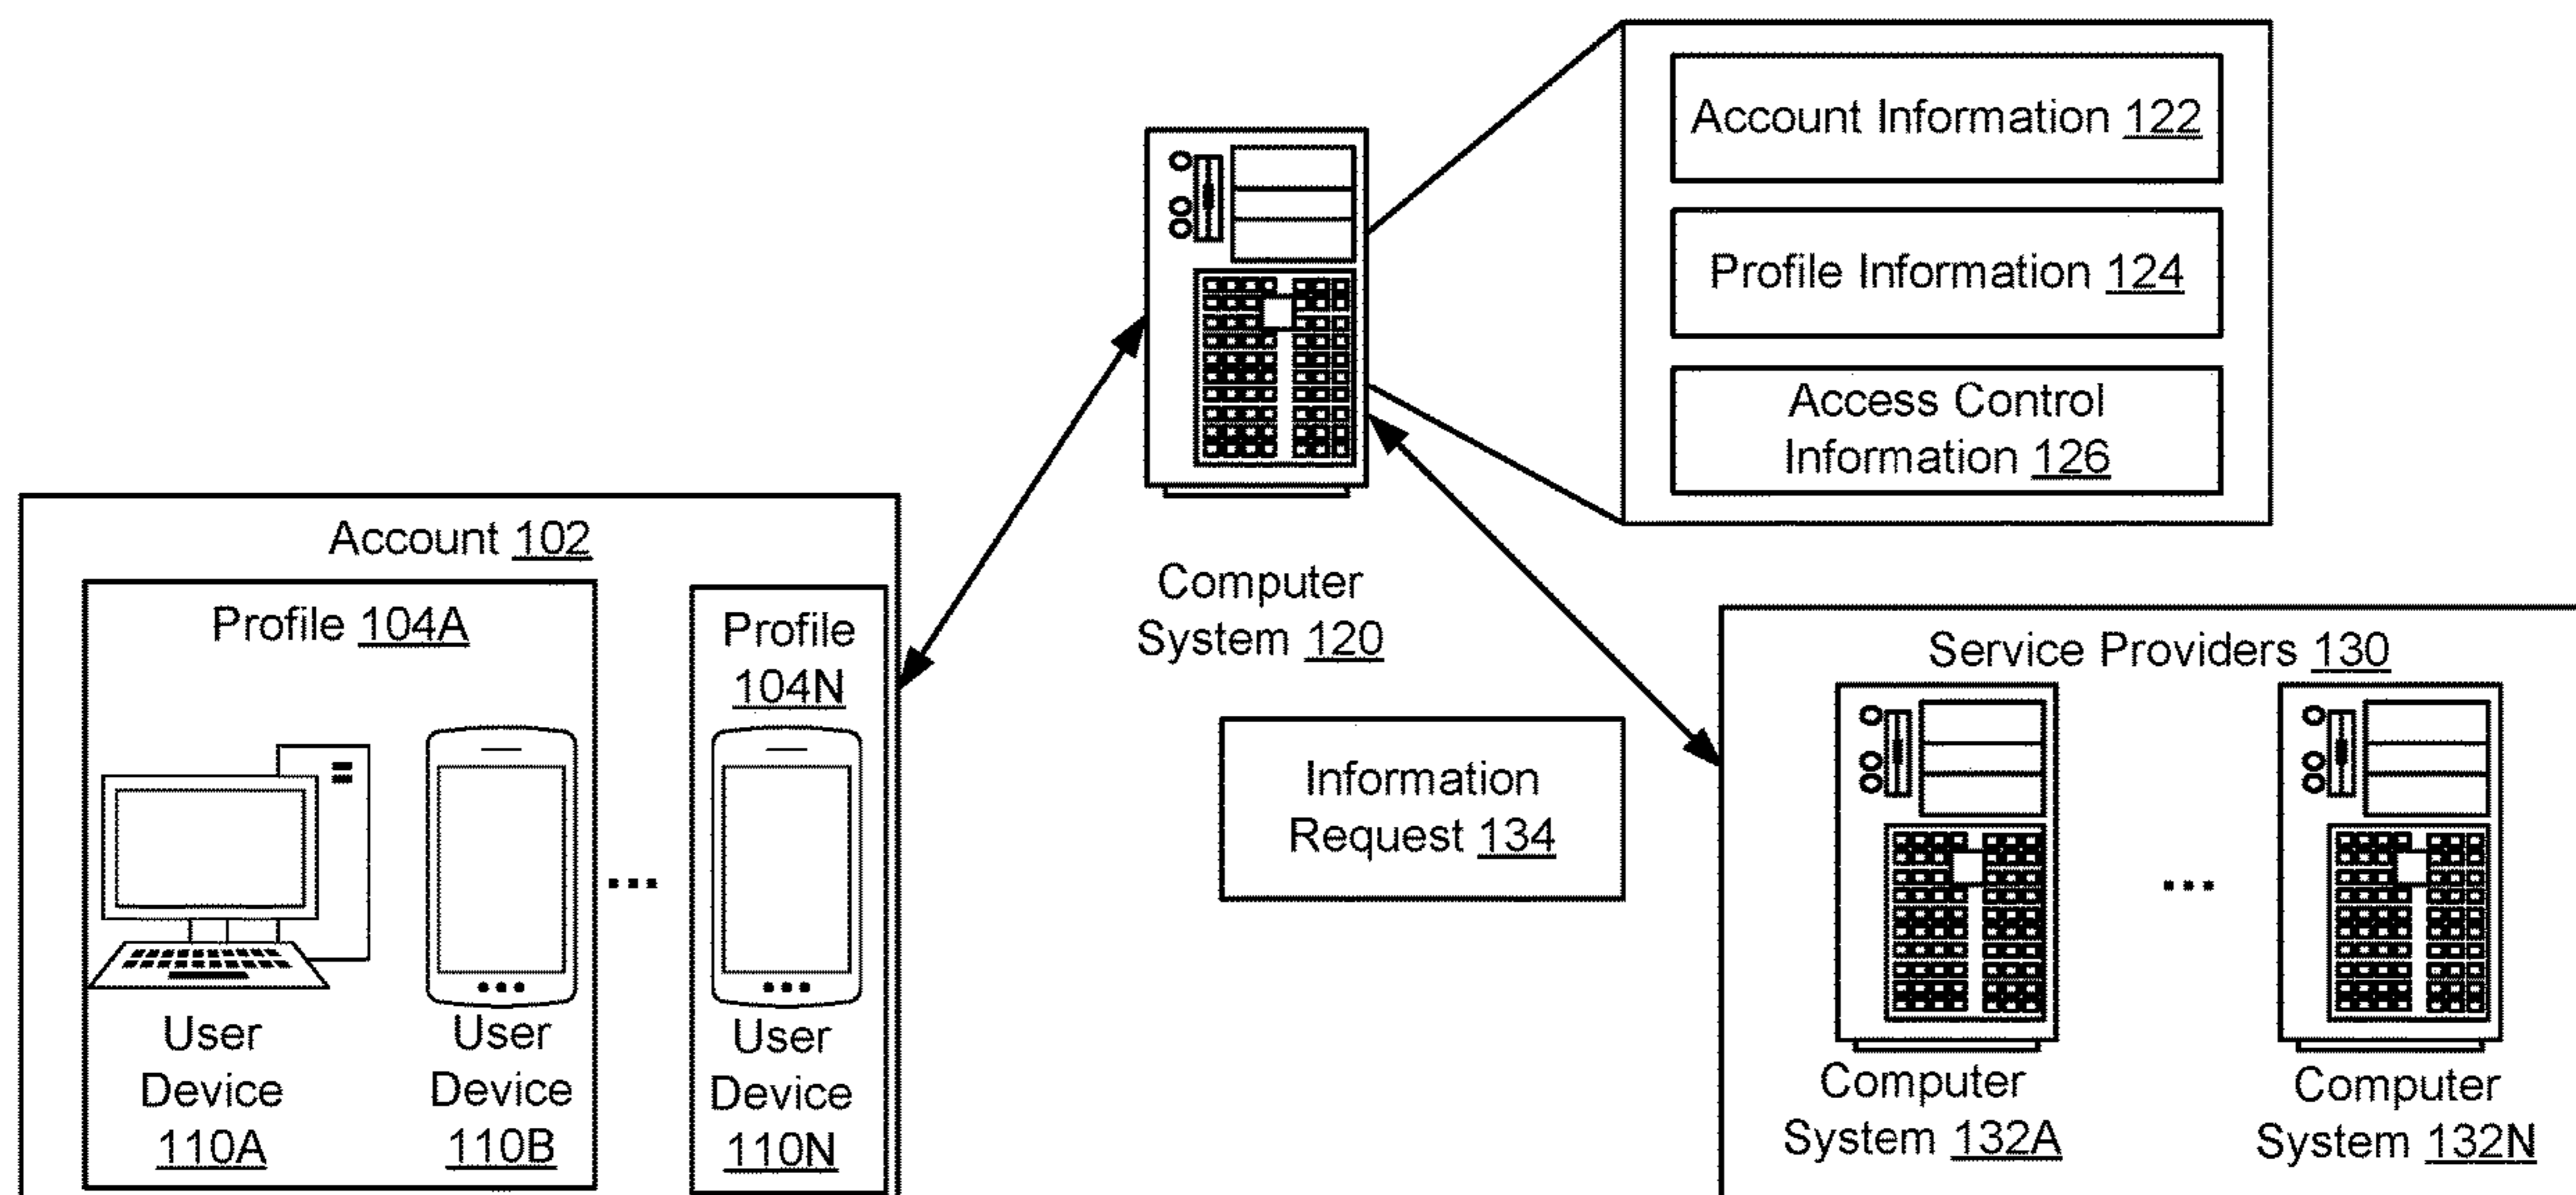 Account Information 122
Profile Information 124
Access Control
Information 126
Computer
System 120
Account 102
Profile 104A
Profile
104N
...
User
Device
110A
User
Device
110B
User
Device
110N
Information
Request 134
Service Providers 130
...
Computer
System 132A
Computer
System 132N